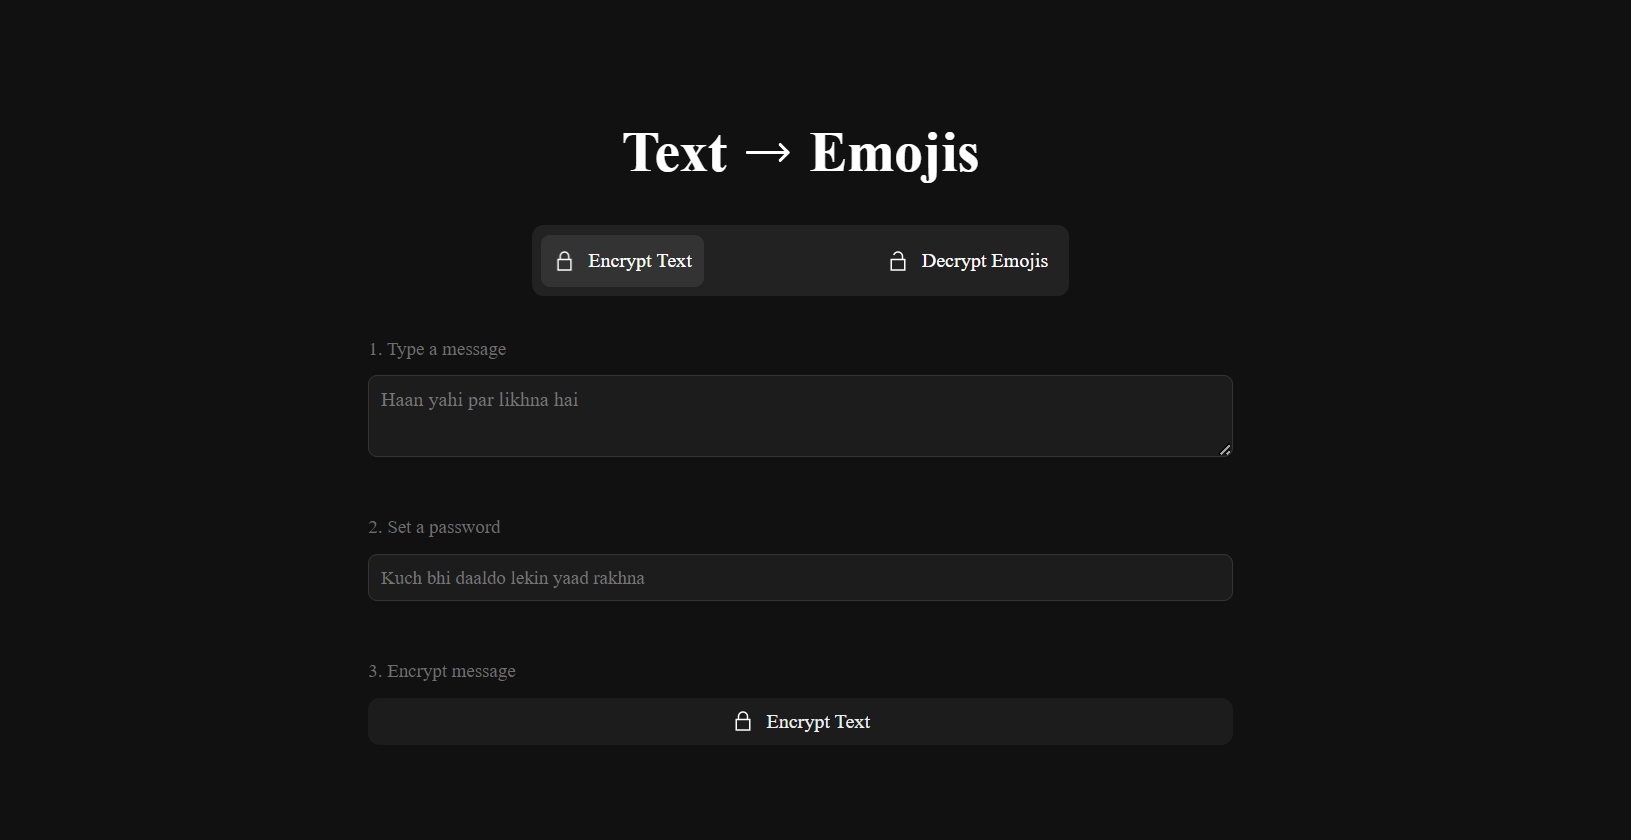 Text → Emojis
Encrypt Text
Decrypt Emojis
1. Type a message
Haan yahi par likhna hai
2. Set a password
Kuch bhi daaldo lekin yaad rakhna
3. Encrypt message
Encrypt Text